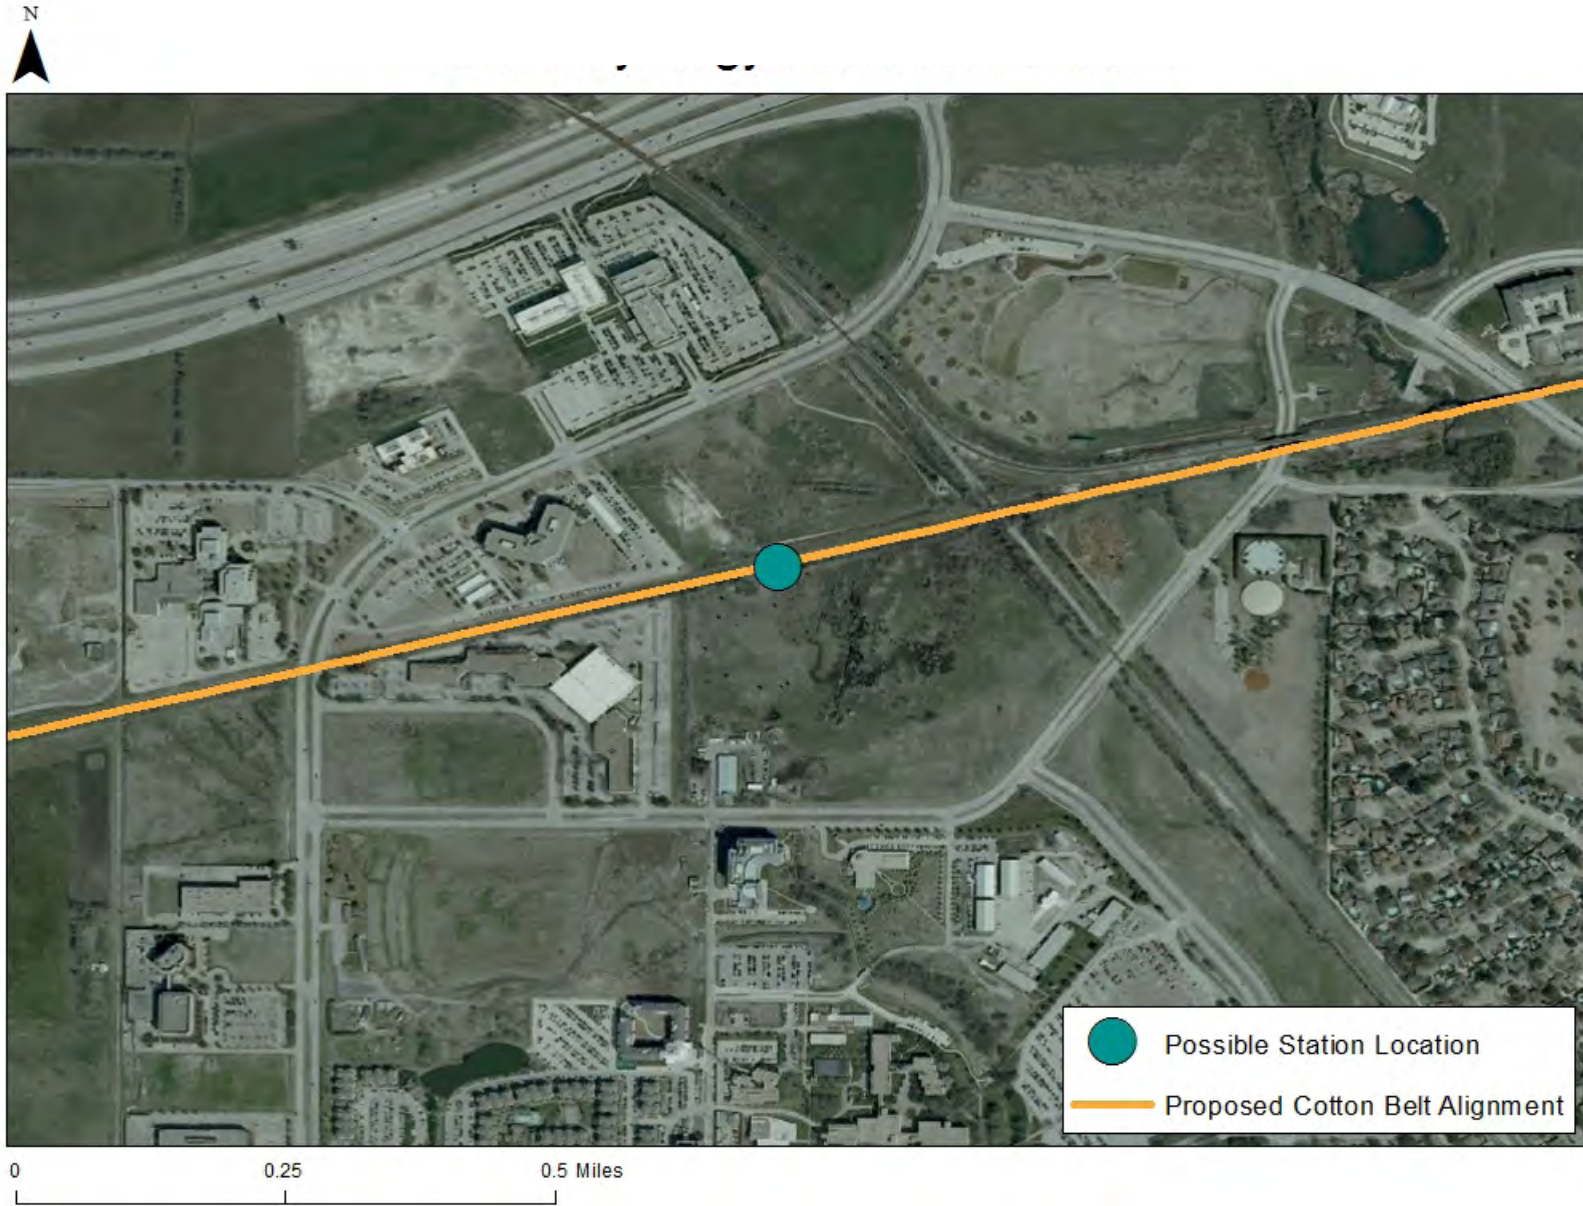 N
Possible Station Location
Proposed Cotton Belt Alignment
0 0.25 0.5 Miles